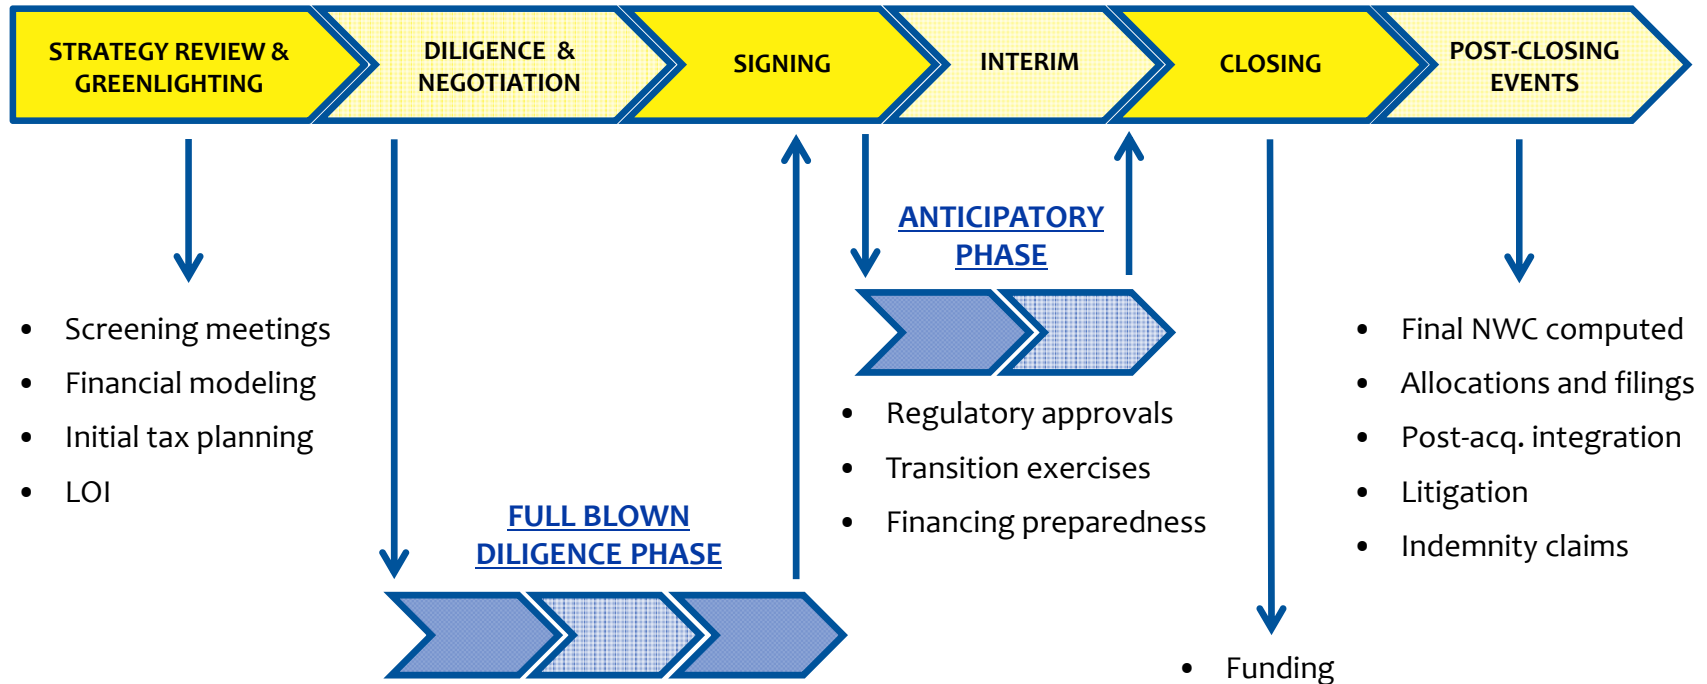 STRATEGY REVIEW &
GREENLIGHTING
DILIGENCE &
NEGOTIATION
SIGNING
INTERIM
CLOSING
POST-CLOSING
EVENTS
• Screening meetings
• Financial modeling
• Initial tax planning
• LOI
FULL BLOWN
DILIGENCE PHASE
ANTICIPATORY
PHASE
• Regulatory approvals
• Transition exercises
• Financing preparedness
• Funding
• Final NWC computed
• Allocations and filings
• Post-acq. integration
• Litigation
• Indemnity claims